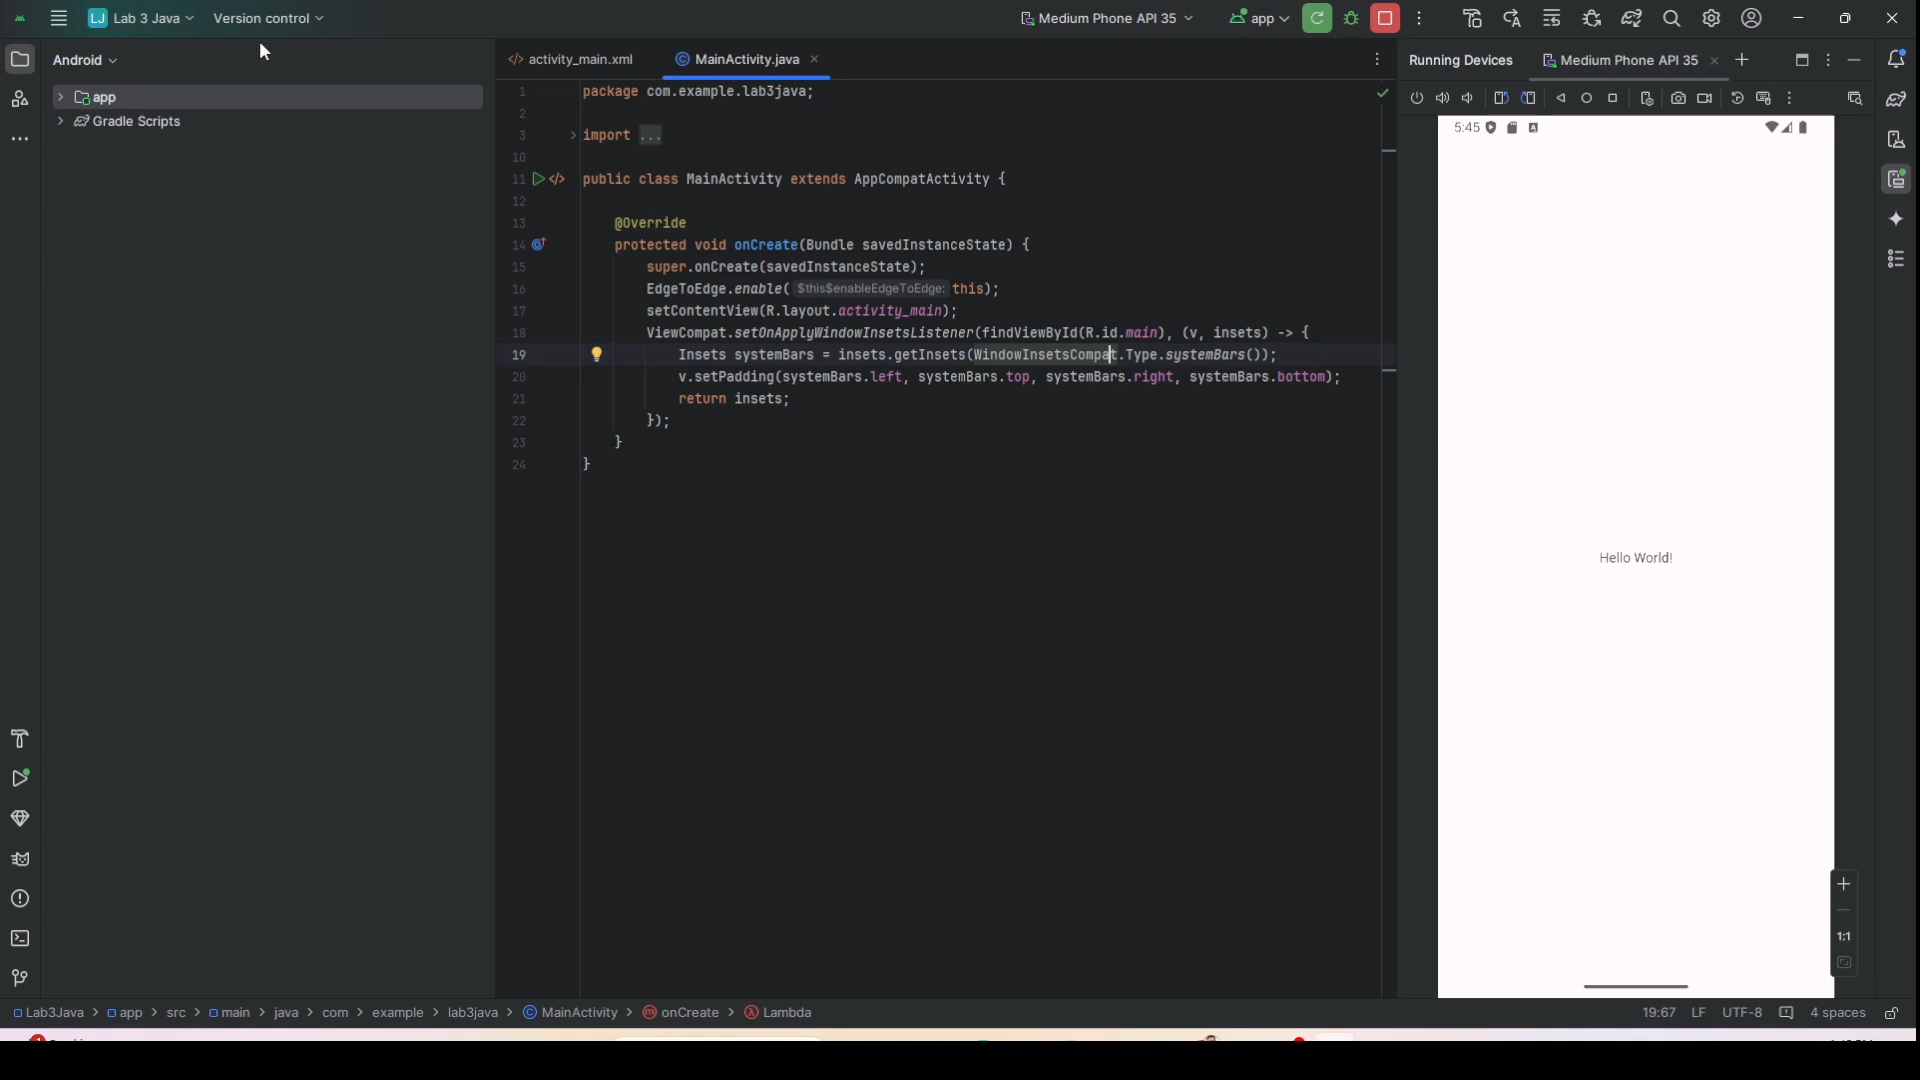 LJ Lab 3 Java Version control Medium Phone API 35 app
Android
app
Gradle Scripts
activity_main.xml MainActivity.java
1 package com.example.lab3java;
2
3 import ...
10
11 public class MainActivity extends AppCompatActivity {
12
13 @Override
14 protected void onCreate(Bundle savedInstanceState) {
15 super.onCreate(savedInstanceState);
16 EdgeToEdge.enable( $this$enableEdgeToEdge: this);
17 setContentView(R.layout.activity_main);
18 ViewCompat.setOnApplyWindowInsetsListener(findViewById(R.id.main), (v, insets) -> {
19 Insets systemBars = insets.getInsets(WindowInsetsCompat.Type.systemBars());
20 v.setPadding(systemBars.left, systemBars.top, systemBars.right, systemBars.bottom);
21 return insets;
22 });
23 }
24 }
Running Devices Medium Phone API 35
5:45
Hello World!
1:1
Lab3Java > app > src > main > java > com > example > lab3java > MainActivity > onCreate > Lambda
19:67 LF UTF-8 4 spaces